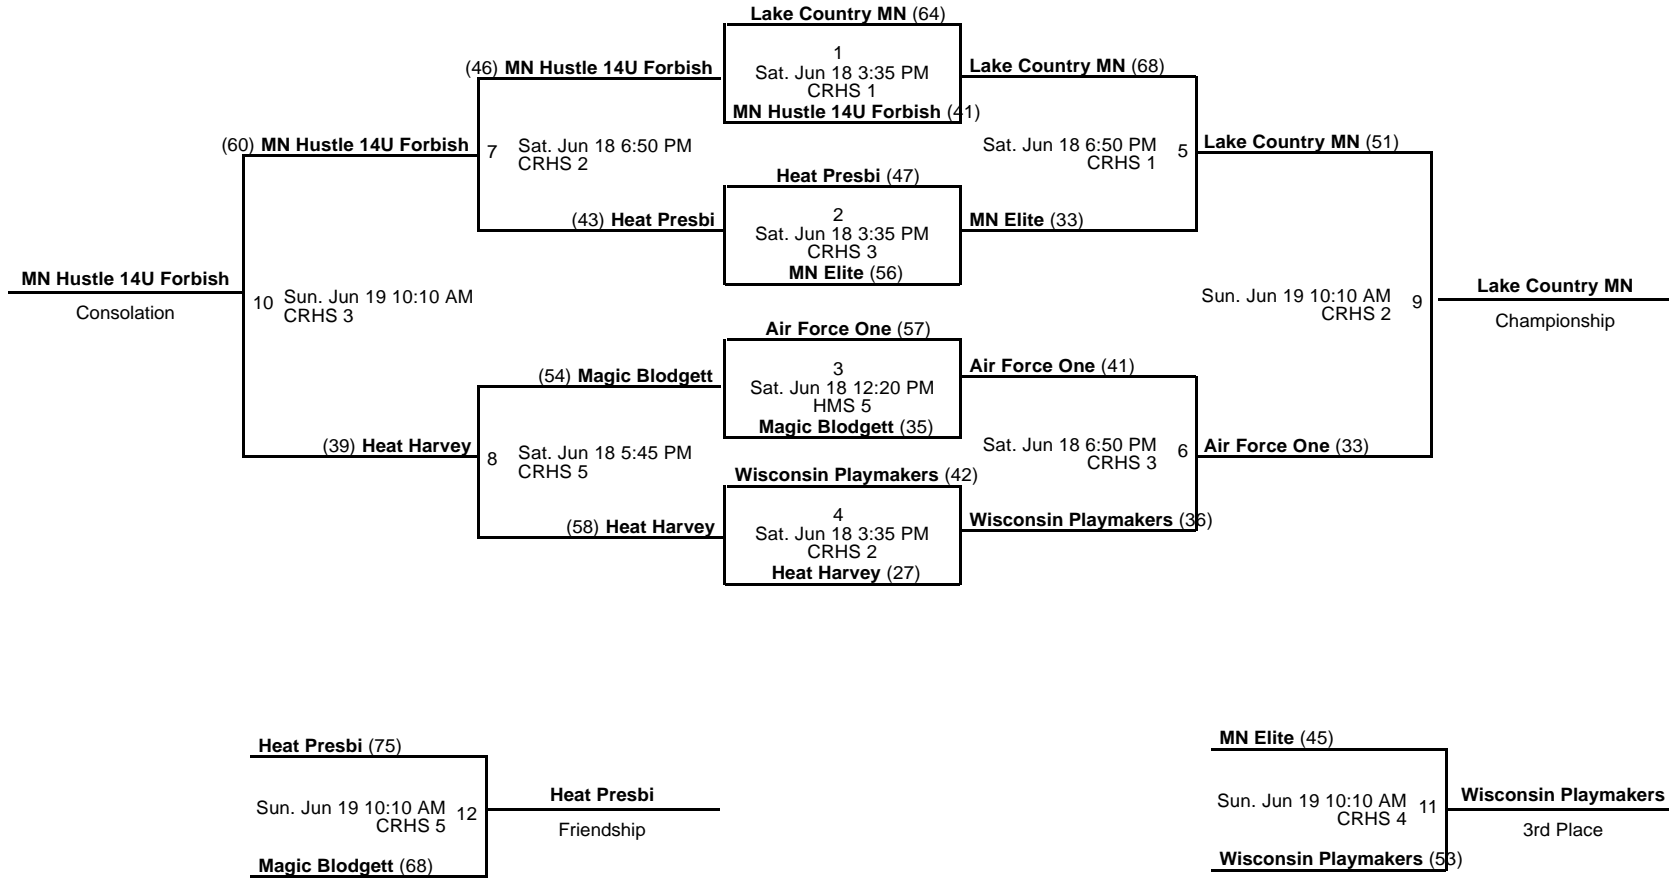 Lake Country MN (64)
1
Sat. Jun 18 3:35 PM
CRHS 1
MN Hustle 14U Forbish (41)
(46) MN Hustle 14U Forbish
Lake Country MN (68)
(60) MN Hustle 14U Forbish
7 Sat. Jun 18 6:50 PM
CRHS 2
Sat. Jun 18 6:50 PM 5
CRHS 1
Lake Country MN (51)
Heat Presbi (47)
2
Sat. Jun 18 3:35 PM
CRHS 3
MN Elite (56)
(43) Heat Presbi
MN Elite (33)
MN Hustle 14U Forbish
Consolation
10 Sun. Jun 19 10:10 AM
CRHS 3
Sun. Jun 19 10:10 AM 9
CRHS 2
Lake Country MN
Championship
Air Force One (57)
3
Sat. Jun 18 12:20 PM
HMS 5
Magic Blodgett (35)
(54) Magic Blodgett
Air Force One (41)
(39) Heat Harvey
8 Sat. Jun 18 5:45 PM
CRHS 5
Sat. Jun 18 6:50 PM 6
CRHS 3
Air Force One (33)
Wisconsin Playmakers (42)
4
Sat. Jun 18 3:35 PM
CRHS 2
Heat Harvey (27)
(58) Heat Harvey
Wisconsin Playmakers (36)
Heat Presbi (75)
Sun. Jun 19 10:10 AM 12
CRHS 5
Magic Blodgett (68)
Heat Presbi
Friendship
MN Elite (45)
Sun. Jun 19 10:10 AM 11
CRHS 4
Wisconsin Playmakers (53)
Wisconsin Playmakers
3rd Place